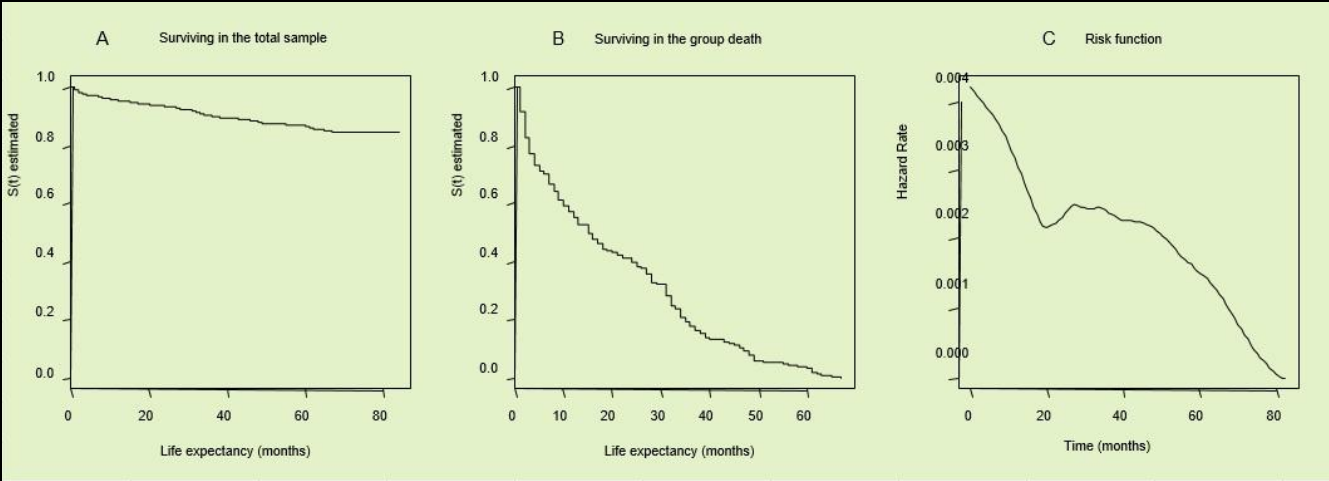 A Surviving in the total sample
S(t) estimated
1.0
0.8
0.6
0.4
0.2
0.0
0 20 40 60 80
Life expectancy (months)
B Surviving in the group death
S(t) estimated
1.0
0.8
0.6
0.4
0.2
0.0
0 10 20 30 40 50 60
Life expectancy (months)
C Risk function
Hazard Rate
0.004
0.003
0.002
0.001
0.000
0 20 40 60 80
Time (months)